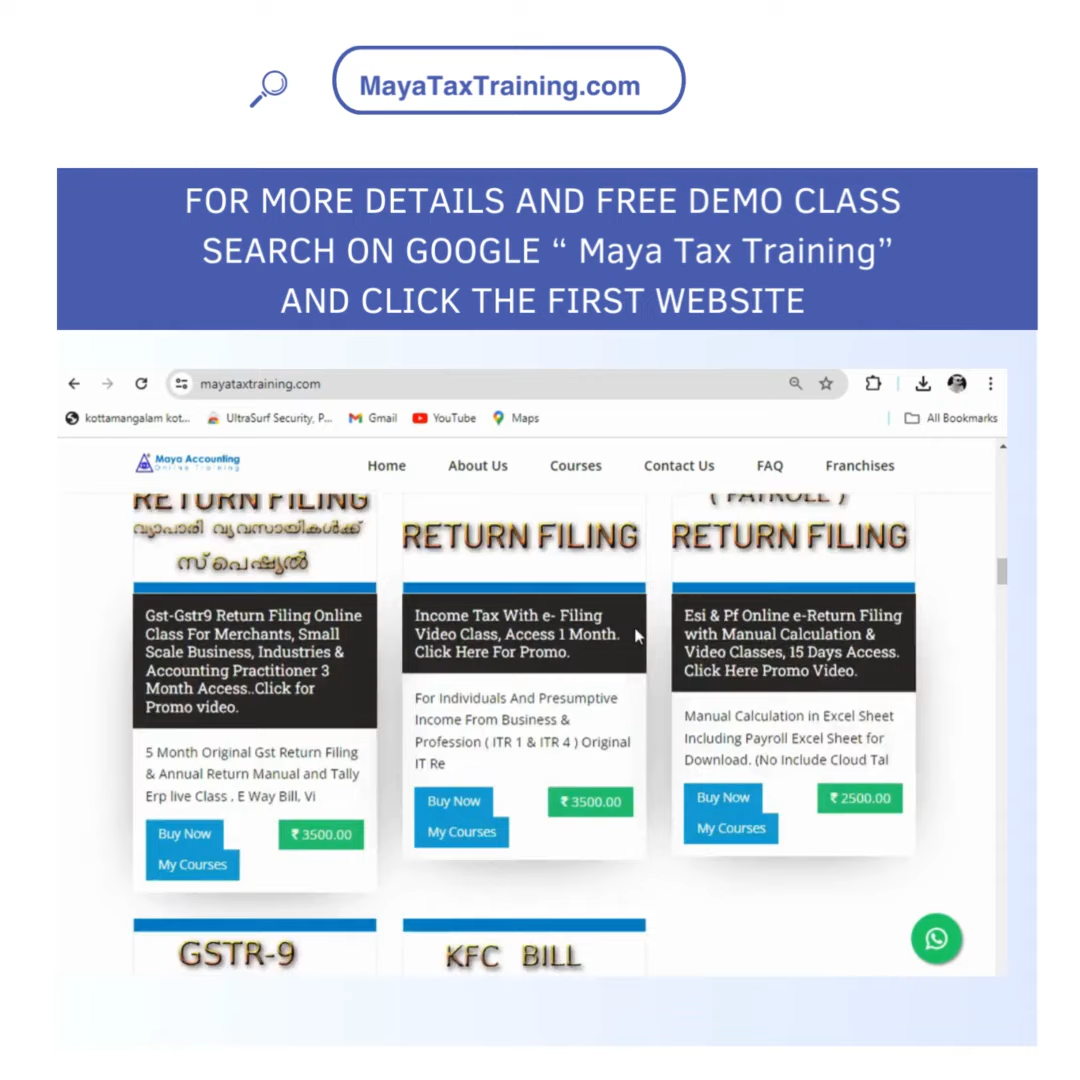 MayaTaxTraining.com
FOR MORE DETAILS AND FREE DEMO CLASS
SEARCH ON GOOGLE “ Maya Tax Training”
AND CLICK THE FIRST WEBSITE
mayataxtraining.com
kottamangalam kot...
UltraSurf Security, P...
Gmail
YouTube
Maps
All Bookmarks
Maya Accounting
Online Training
Home
About Us
Courses
Contact Us
FAQ
Franchises
RETURN FILING
വ്യാപാരി വ്യവസായികൾക്ക്
സ്പെഷ്യൽ
Gst-Gstr9 Return Filing Online
Class For Merchants, Small
Scale Business, Industries &
Accounting Practitioner 3
Month Access..Click for
Promo video.
5 Month Original Gst Return Filing
& Annual Return Manual and Tally
Erp live Class , E Way Bill, Vi
Buy Now
₹ 3500.00
My Courses
RETURN FILING
Income Tax With e- Filing
Video Class, Access 1 Month.
Click Here For Promo.
For Individuals And Presumptive
Income From Business &
Profession ( ITR 1 & ITR 4 ) Original
IT Re
Buy Now
₹ 3500.00
My Courses
( PAYROLL )
RETURN FILING
Esi & Pf Online e-Return Filing
with Manual Calculation &
Video Classes, 15 Days Access.
Click Here Promo Video.
Manual Calculation in Excel Sheet
Including Payroll Excel Sheet for
Download. (No Include Cloud Tal
Buy Now
₹ 2500.00
My Courses
GSTR-9
KFC BILL